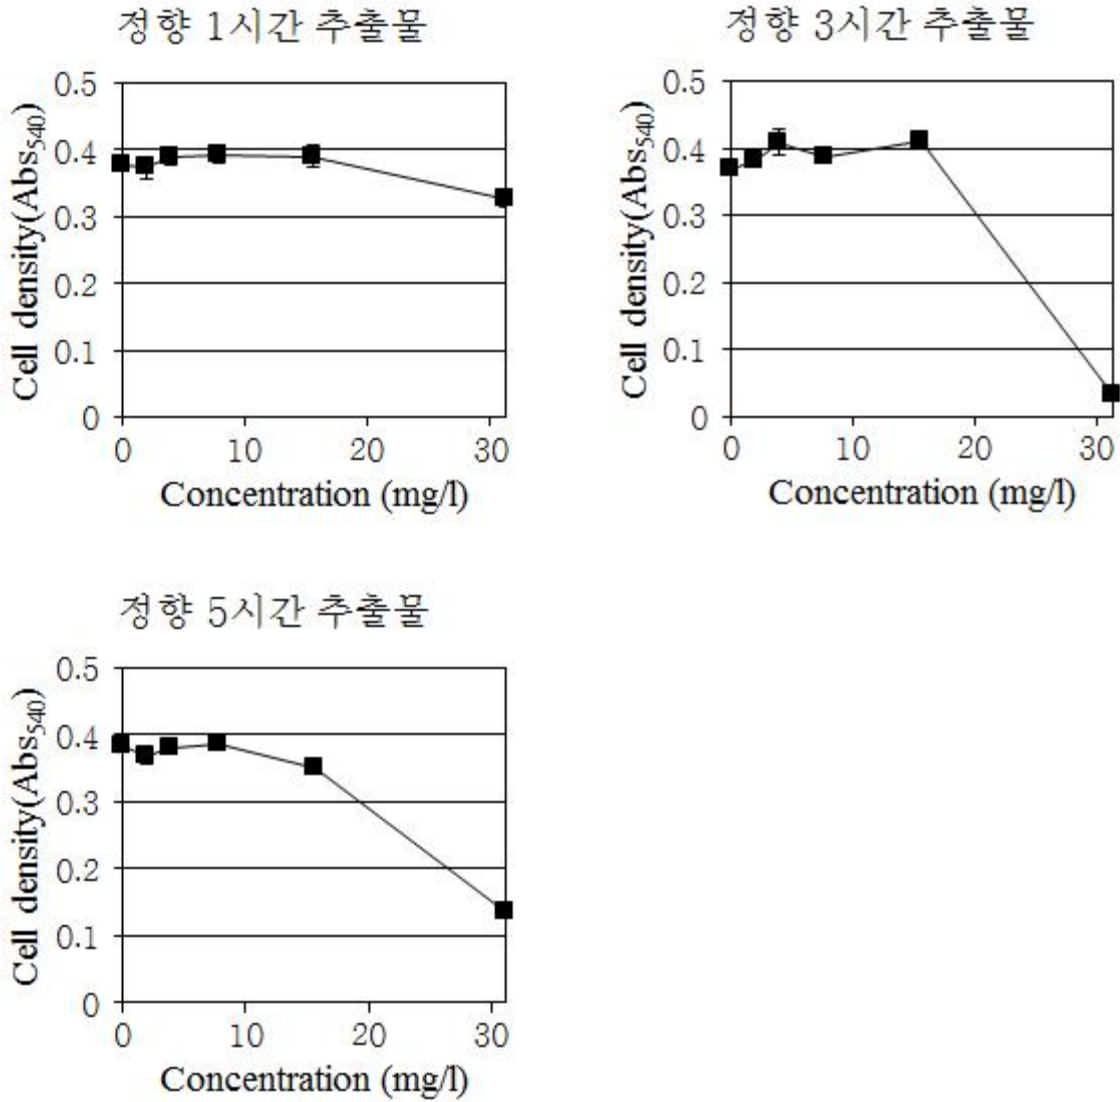 정향 1시간 추출물
Cell density(Abs540)
0.5
0.4
0.3
0.2
0.1
0
0 10 20 30
Concentration (mg/l)
정향 3시간 추출물
Cell density(Abs540)
0.5
0.4
0.3
0.2
0.1
0
0 10 20 30
Concentration (mg/l)
정향 5시간 추출물
Cell density(Abs540)
0.5
0.4
0.3
0.2
0.1
0
0 10 20 30
Concentration (mg/l)